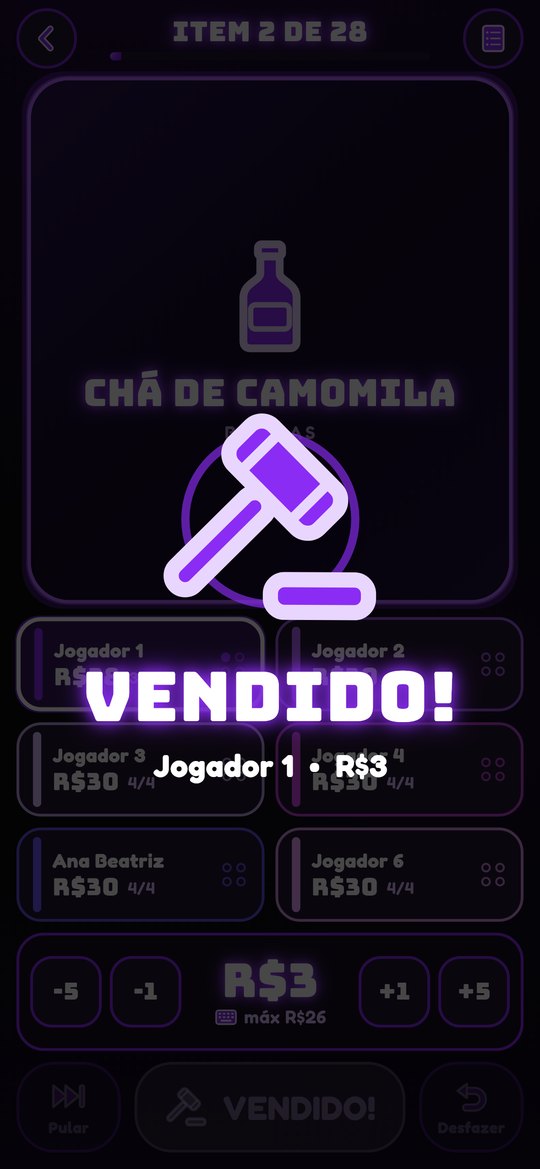 ITEM 2 DE 28
CHÁ DE CAMOMILA
Jogador 1
Jogador 2
VENDIDO!
Jogador 3
Jogador 4
Jogador 1 • R$3
R$30 4/4
R$30 4/4
Ana Beatriz
Jogador 6
R$30 4/4
R$30 4/4
-5
-1
R$3
+1
+5
máx R$26
Pular
VENDIDO!
Desfazer